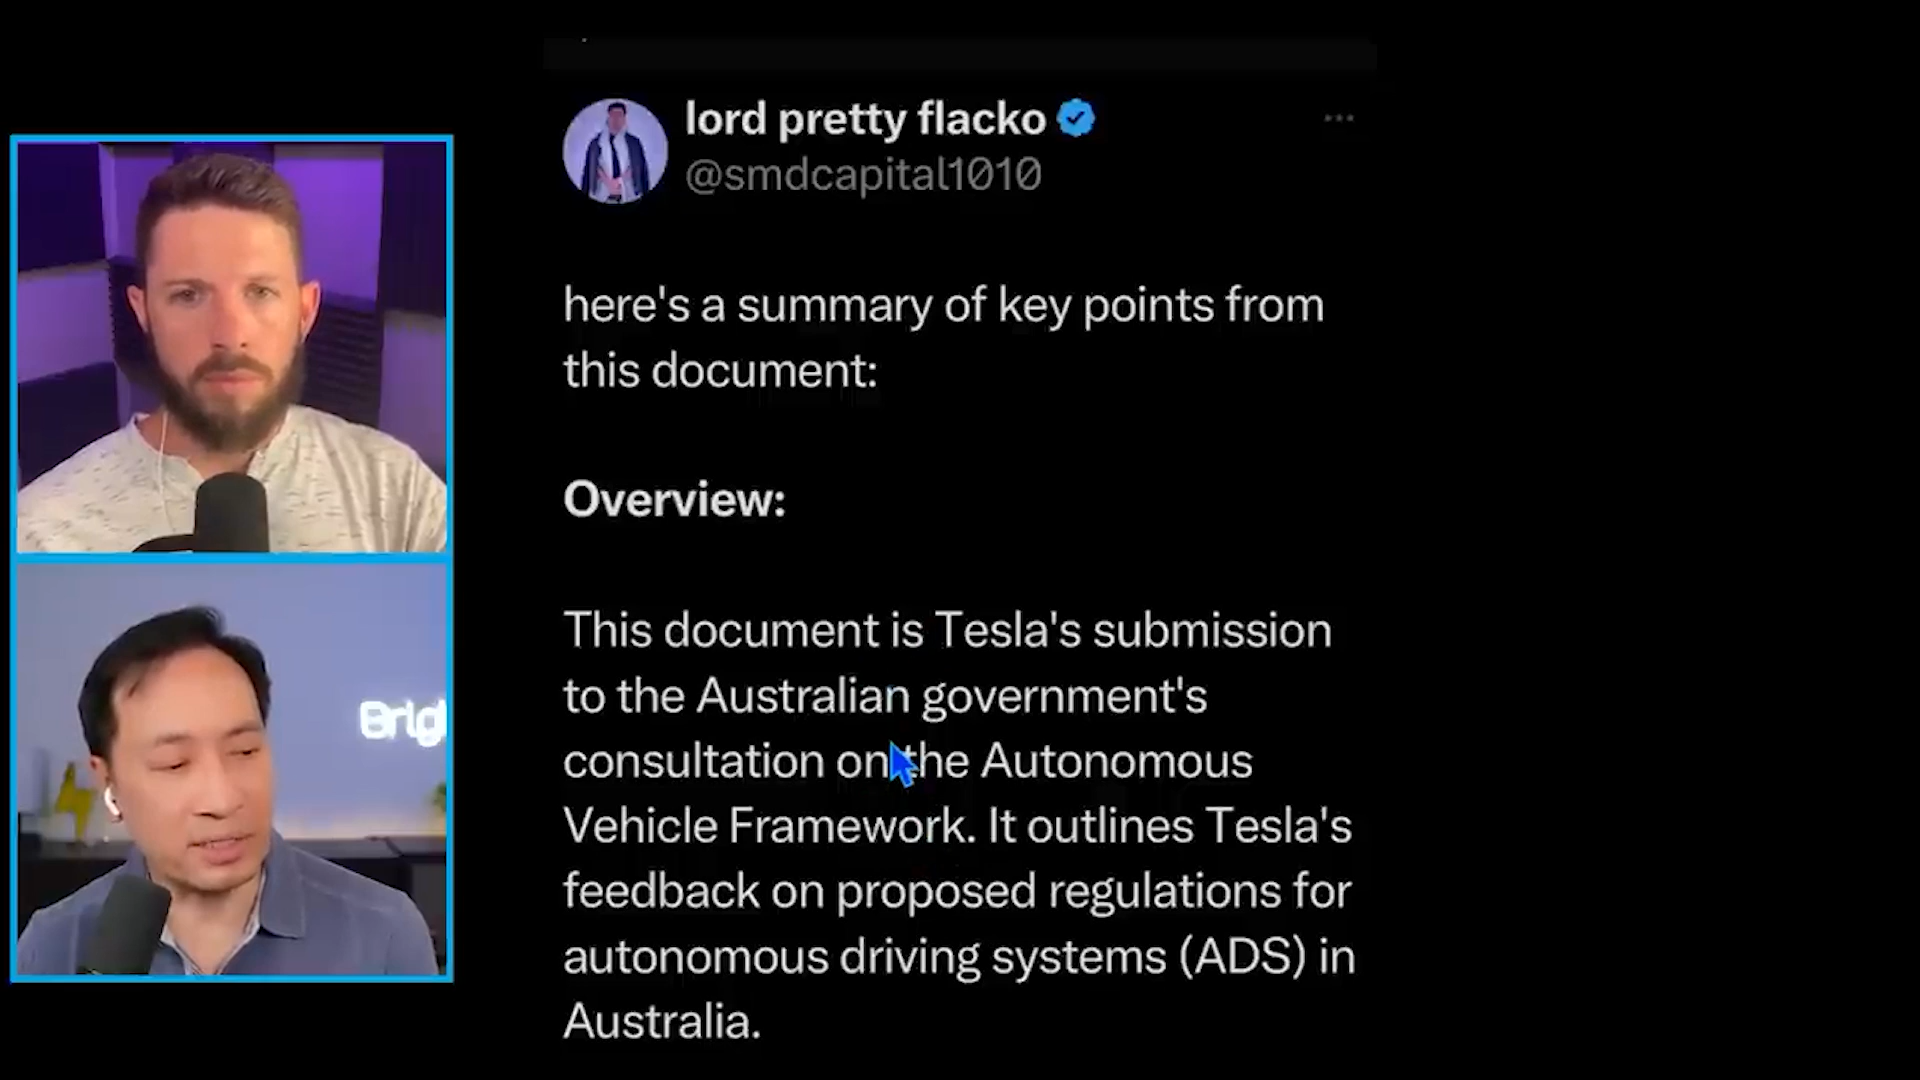 lord pretty flacko
@smdcapital1010
here's a summary of key points from
this document:
Overview:
This document is Tesla's submission
to the Australian government's
consultation on the Autonomous
Vehicle Framework. It outlines Tesla's
feedback on proposed regulations for
autonomous driving systems (ADS) in
Australia.